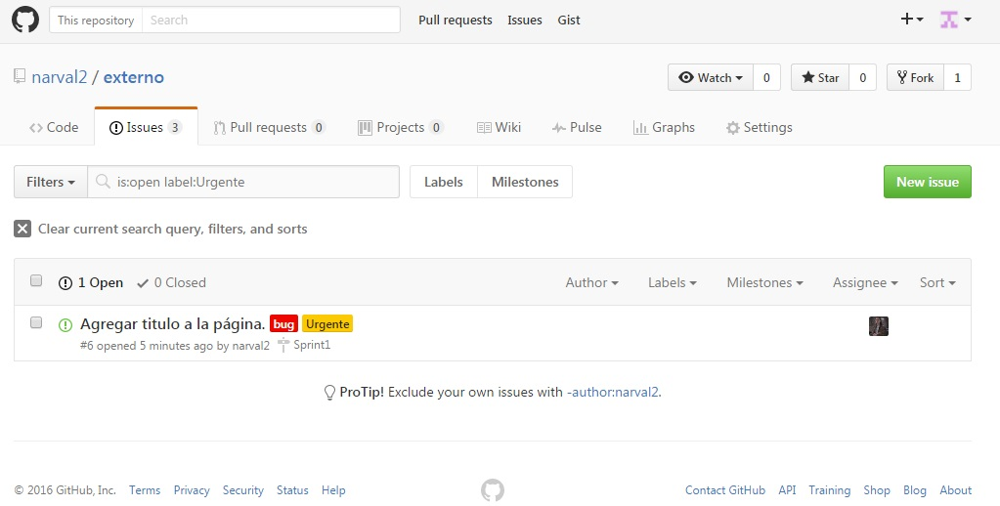 This repository Search Pull requests Issues Gist
narval2 / externo Watch 0 Star 0 Fork 1
Code Issues 3 Pull requests 0 Projects 0 Wiki Pulse Graphs Settings
Filters is:open label:Urgente Labels Milestones New issue
Clear current search query, filters, and sorts
1 Open 0 Closed Author Labels Milestones Assignee Sort
Agregar titulo a la página. bug Urgente
#6 opened 5 minutes ago by narval2 Sprint1
ProTip! Exclude your own issues with -author:narval2.
© 2016 GitHub, Inc. Terms Privacy Security Status Help Contact GitHub API Training Shop Blog About